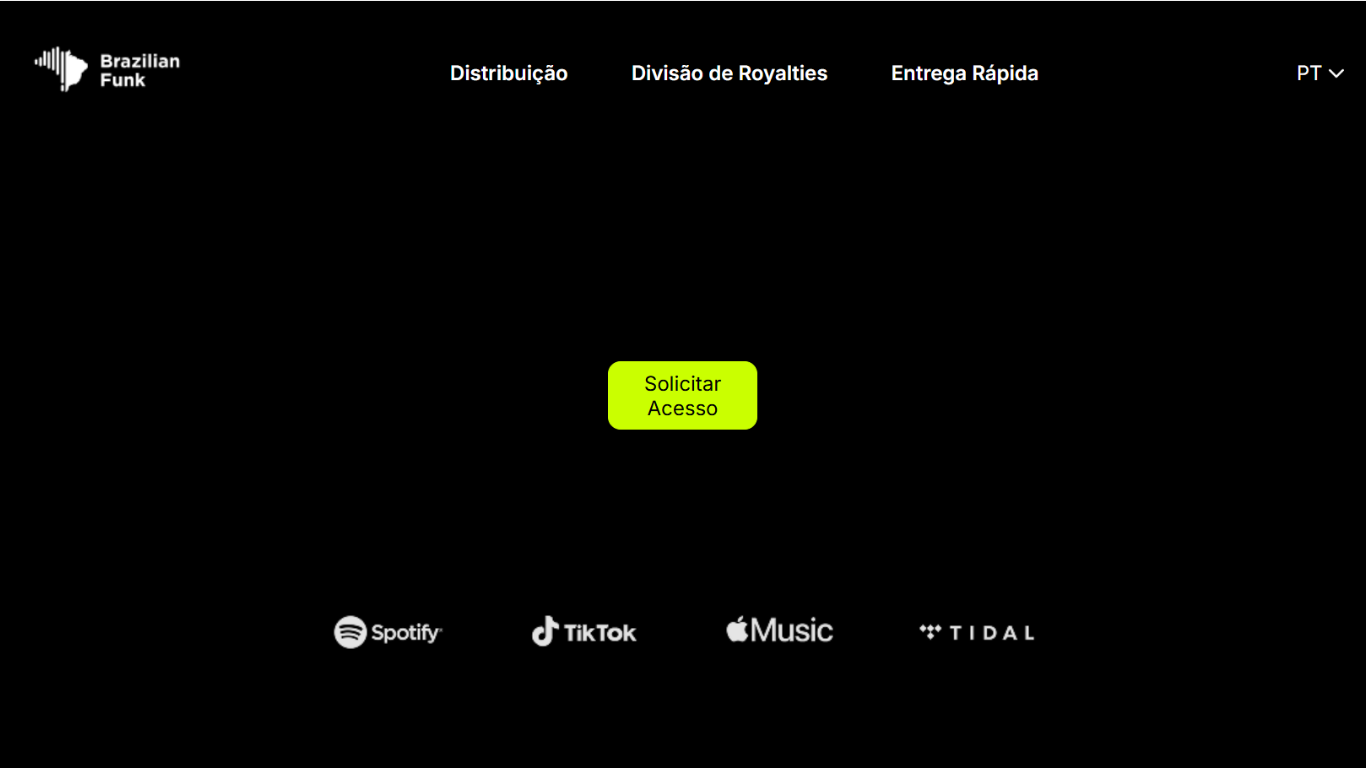 Brazilian
Funk
Distribuição
Divisão de Royalties
Entrega Rápida
PT
Solicitar
Acesso
Spotify
TikTok
Music
TIDAL